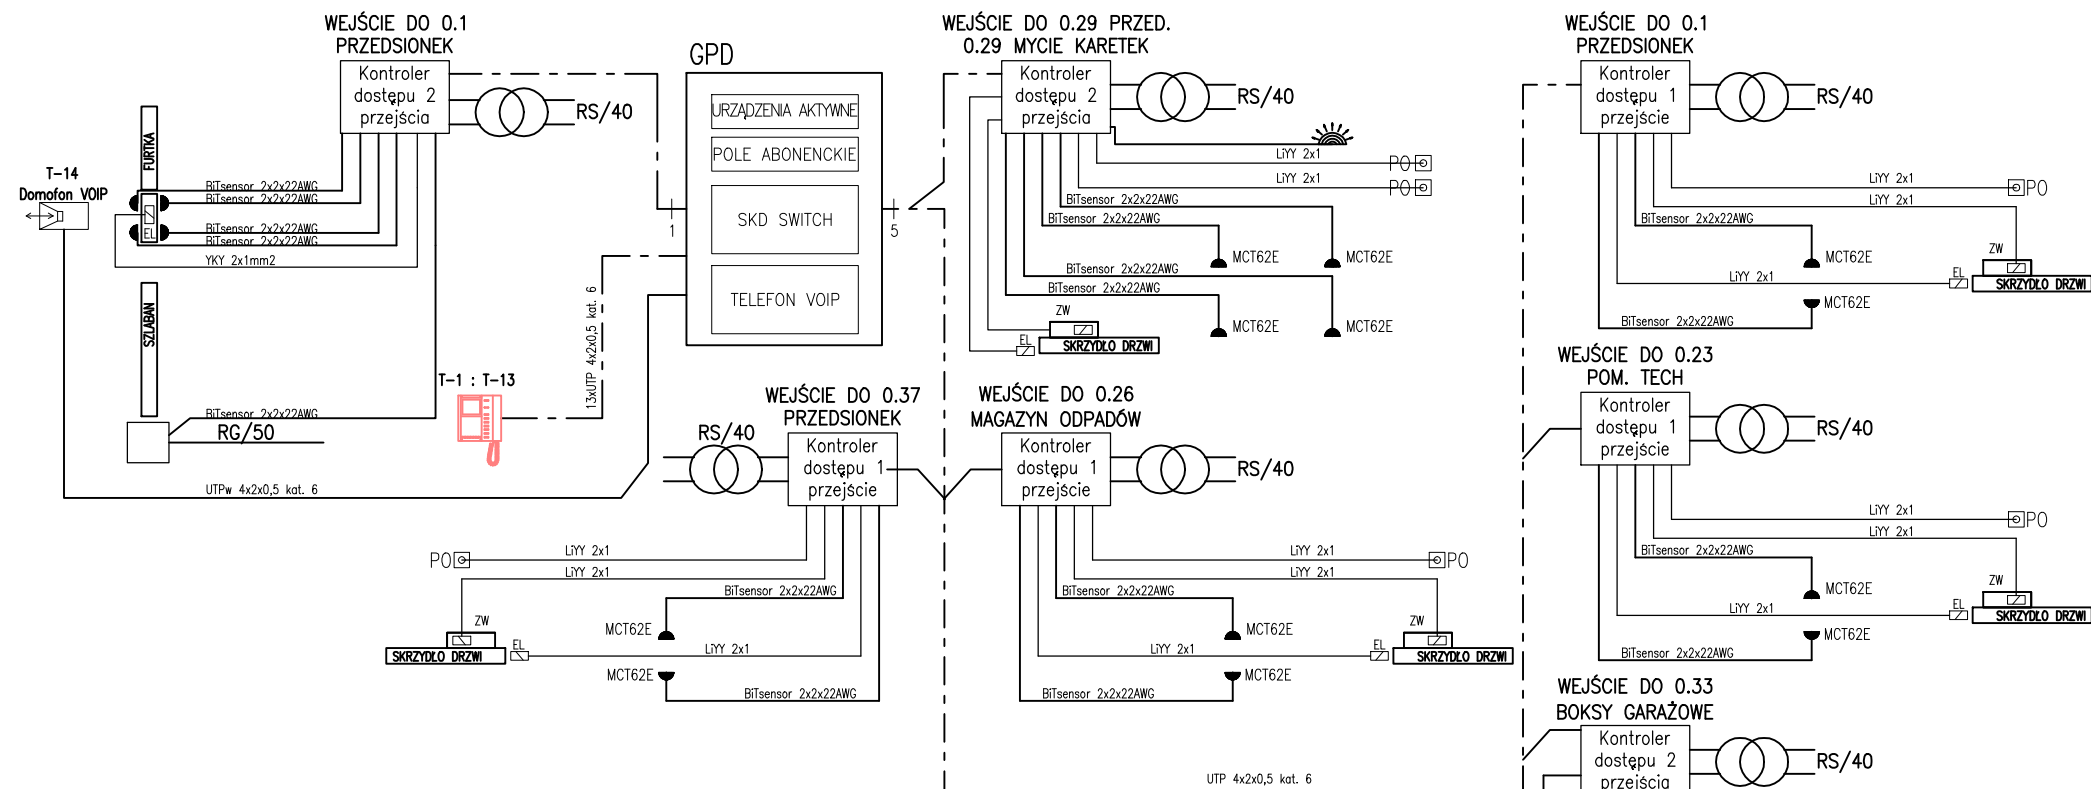 WEJŚCIE DO 0.1
PRZEDSIONEK
Kontroler
dostępu 2
przejścia
RS/40
FURTKA
T-14
Domofon VOIP
BiTsensor 2x2x22AWG
BiTsensor 2x2x22AWG
BiTsensor 2x2x22AWG
BiTsensor 2x2x22AWG
EL
YKY 2x1mm2
SZLABAN
BiTsensor 2x2x22AWG
RG/50
UTPw 4x2x0,5 kat. 6
T-1 : T-13
13xUTP 4x2x0,5 kat. 6
GPD
URZĄDZENIA AKTYWNE
POLE ABONENCKIE
SKD SWITCH
TELEFON VOIP
1
5
WEJŚCIE DO 0.29 PRZED.
0.29 MYCIE KARETEK
Kontroler
dostępu 2
przejścia
RS/40
LiYY 2x1
PO
LiYY 2x1
PO
BiTsensor 2x2x22AWG
BiTsensor 2x2x22AWG
MCT62E
MCT62E
BiTsensor 2x2x22AWG
BiTsensor 2x2x22AWG
MCT62E
MCT62E
ZW
EL
SKRZYDŁO DRZWI
WEJŚCIE DO 0.37
PRZEDSIONEK
RS/40
Kontroler
dostępu 1
przejście
PO
LiYY 2x1
LiYY 2x1
BiTsensor 2x2x22AWG
ZW
MCT62E
EL
SKRZYDŁO DRZWI
LiYY 2x1
MCT62E
BiTsensor 2x2x22AWG
WEJŚCIE DO 0.26
MAGAZYN ODPADÓW
Kontroler
dostępu 1
przejście
RS/40
LiYY 2x1
PO
LiYY 2x1
BiTsensor 2x2x22AWG
MCT62E
ZW
LiYY 2x1
EL
SKRZYDŁO DRZWI
MCT62E
BiTsensor 2x2x22AWG
UTP 4x2x0,5 kat. 6
WEJŚCIE DO 0.1
PRZEDSIONEK
Kontroler
dostępu 1
przejście
RS/40
LiYY 2x1
PO
LiYY 2x1
BiTsensor 2x2x22AWG
MCT62E
ZW
LiYY 2x1
EL
SKRZYDŁO DRZWI
MCT62E
BiTsensor 2x2x22AWG
WEJŚCIE DO 0.23
POM. TECH
Kontroler
dostępu 1
przejście
RS/40
LiYY 2x1
PO
LiYY 2x1
BiTsensor 2x2x22AWG
MCT62E
ZW
LiYY 2x1
EL
SKRZYDŁO DRZWI
MCT62E
BiTsensor 2x2x22AWG
WEJŚCIE DO 0.33
BOKSY GARAŻOWE
Kontroler
dostępu 2
przejścia
RS/40